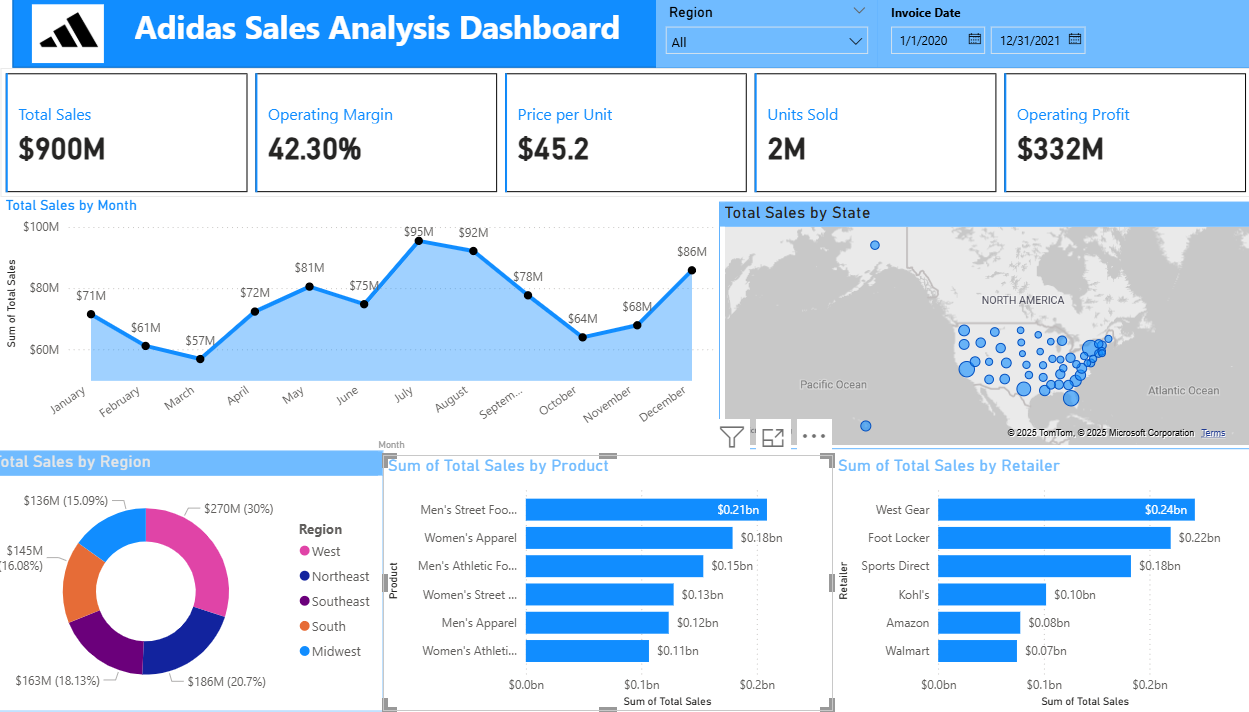 Adidas Sales Analysis Dashboard
Region
All
Invoice Date
1/1/2020
12/31/2021
Total Sales
$900M
Operating Margin
42.30%
Price per Unit
$45.2
Units Sold
2M
Operating Profit
$332M
Total Sales by Month
Sum of Total Sales
$100M
$80M
$60M
$71M
$61M
$57M
$72M
$81M
$75M
$95M
$92M
$78M
$64M
$68M
$86M
January
February
March
April
May
June
July
August
Septem...
October
November
December
Month
Total Sales by State
NORTH AMERICA
Pacific Ocean
Atlantic Ocean
© 2025 TomTom, © 2025 Microsoft Corporation Terms
Total Sales by Region
$136M (15.09%)
$270M (30%)
$145M
(16.08%)
$163M (18.13%)
$186M (20.7%)
Region
West
Northeast
Southeast
South
Midwest
Sum of Total Sales by Product
Product
Men's Street Foo...
$0.21bn
Women's Apparel
$0.18bn
Men's Athletic Fo...
$0.15bn
Women's Street ...
$0.13bn
Men's Apparel
$0.12bn
Women's Athleti...
$0.11bn
$0.0bn
$0.1bn
$0.2bn
Sum of Total Sales
Sum of Total Sales by Retailer
Retailer
West Gear
$0.24bn
Foot Locker
$0.22bn
Sports Direct
$0.18bn
Kohl's
$0.10bn
Amazon
$0.08bn
Walmart
$0.07bn
$0.0bn
$0.1bn
$0.2bn
Sum of Total Sales